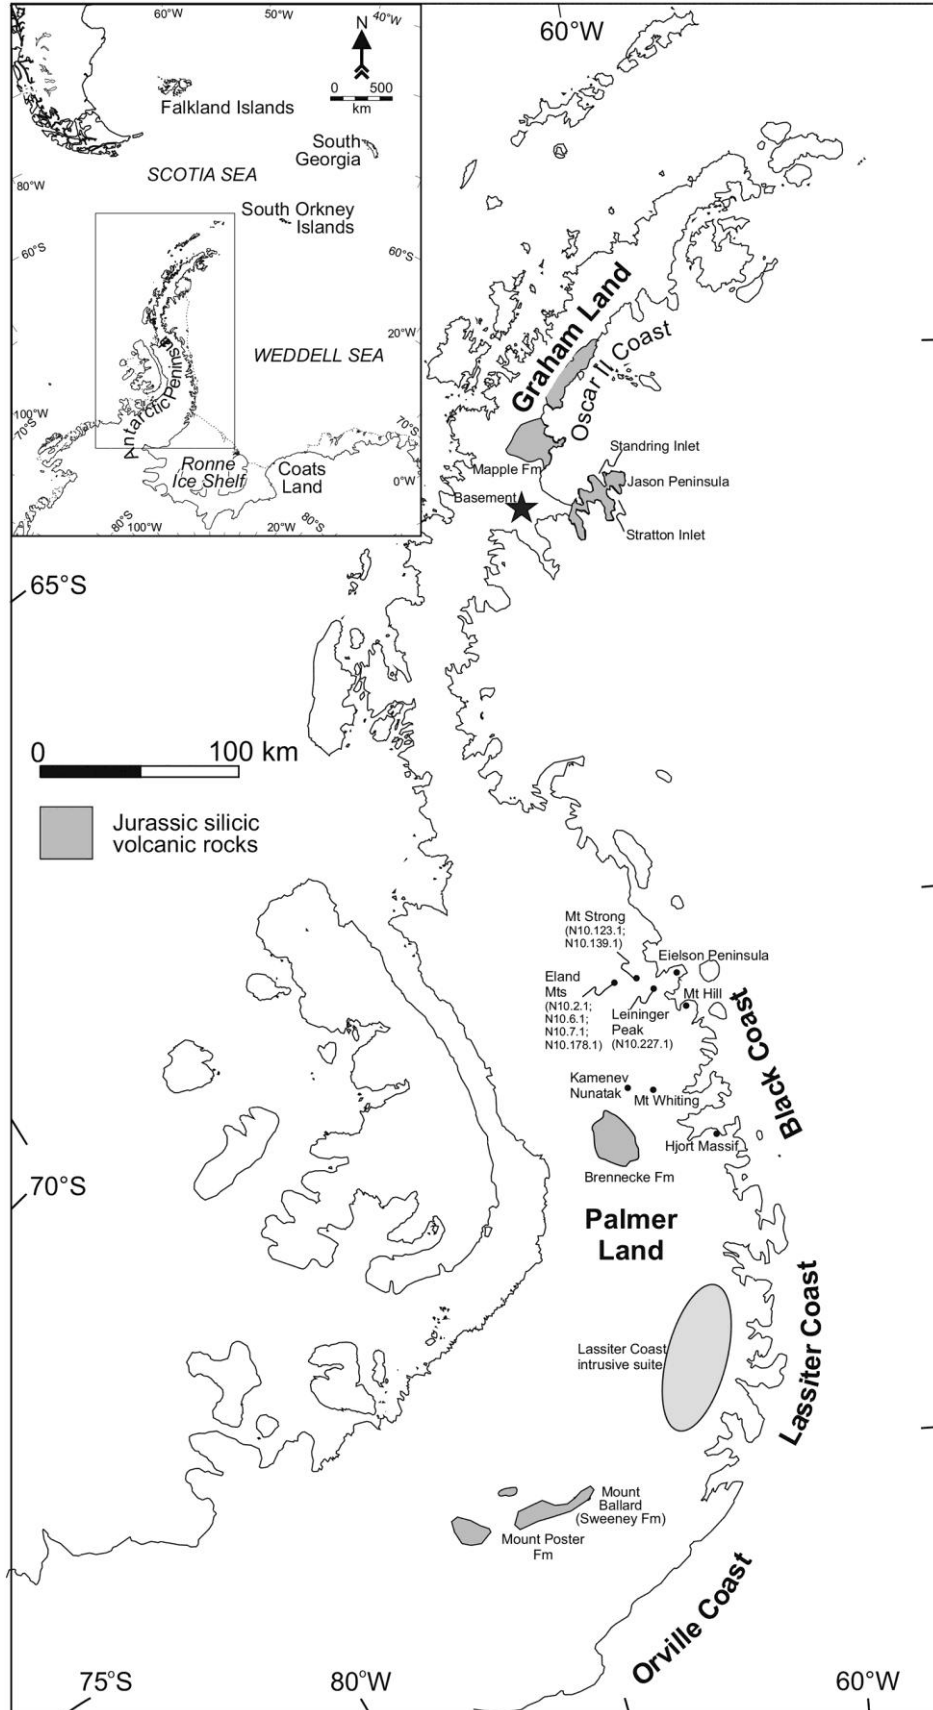 60°W
50°W
40°W
N
0 500
km
Falkland Islands
South
Georgia
SCOTIA SEA
80°W
South Orkney
Islands
60°S
60°S
20°W
WEDDELL SEA
Antarctic Peninsula
100°W
70°S
70°S
Ronne
Ice Shelf
Coats
Land
0°W
80°S
100°W
20°W
80°S
60°W
Graham Land
Oscar II Coast
Standring Inlet
Mapple Fm
Jason Peninsula
Basement
Stratton Inlet
65°S
0 100 km
Jurassic silicic
volcanic rocks
Mt Strong
(N10.123.1;
N10.139.1)
Eielson Peninsula
Eland
Mts
(N10.2.1;
N10.6.1;
N10.7.1;
N10.178.1)
Mt Hill
Leininger
Peak
(N10.227.1)
Black Coast
Kamenev
Nunatak
Mt Whiting
Hjort Massif
Brennecke Fm
70°S
Palmer
Land
Lassiter Coast
intrusive suite
Lassiter Coast
Mount
Ballard
(Sweeney Fm)
Mount Poster
Fm
Orville Coast
75°S
80°W
60°W